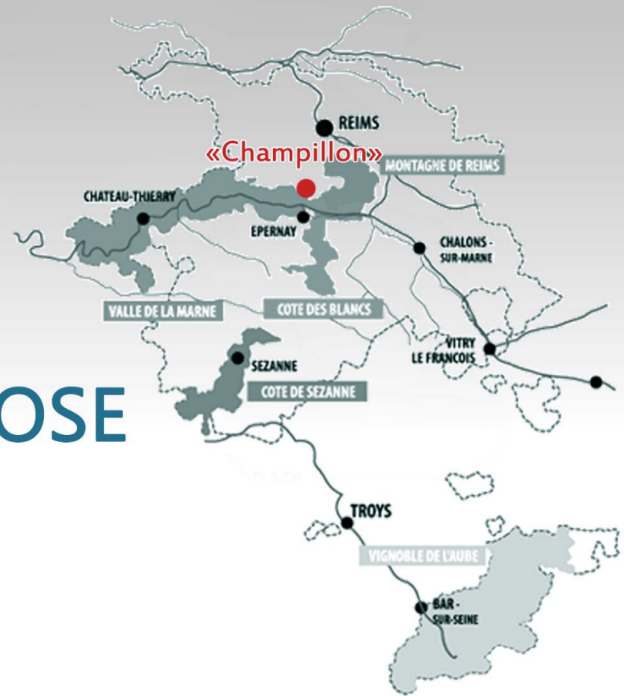 REIMS
«Champillon»
MONTAGNE DE REIMS
CHATEAU-THIERRY
EPERNAY
CHALONS -
SUR-MARNE
VALLE DE LA MARNE
COTE DES BLANCS
VITRY
LE FRANCOIS
SEZANNE
COTE DE SEZANNE
OSE
TROYS
VIGNOBLE DE L'AUBE
BAR -
SUR-SEINE